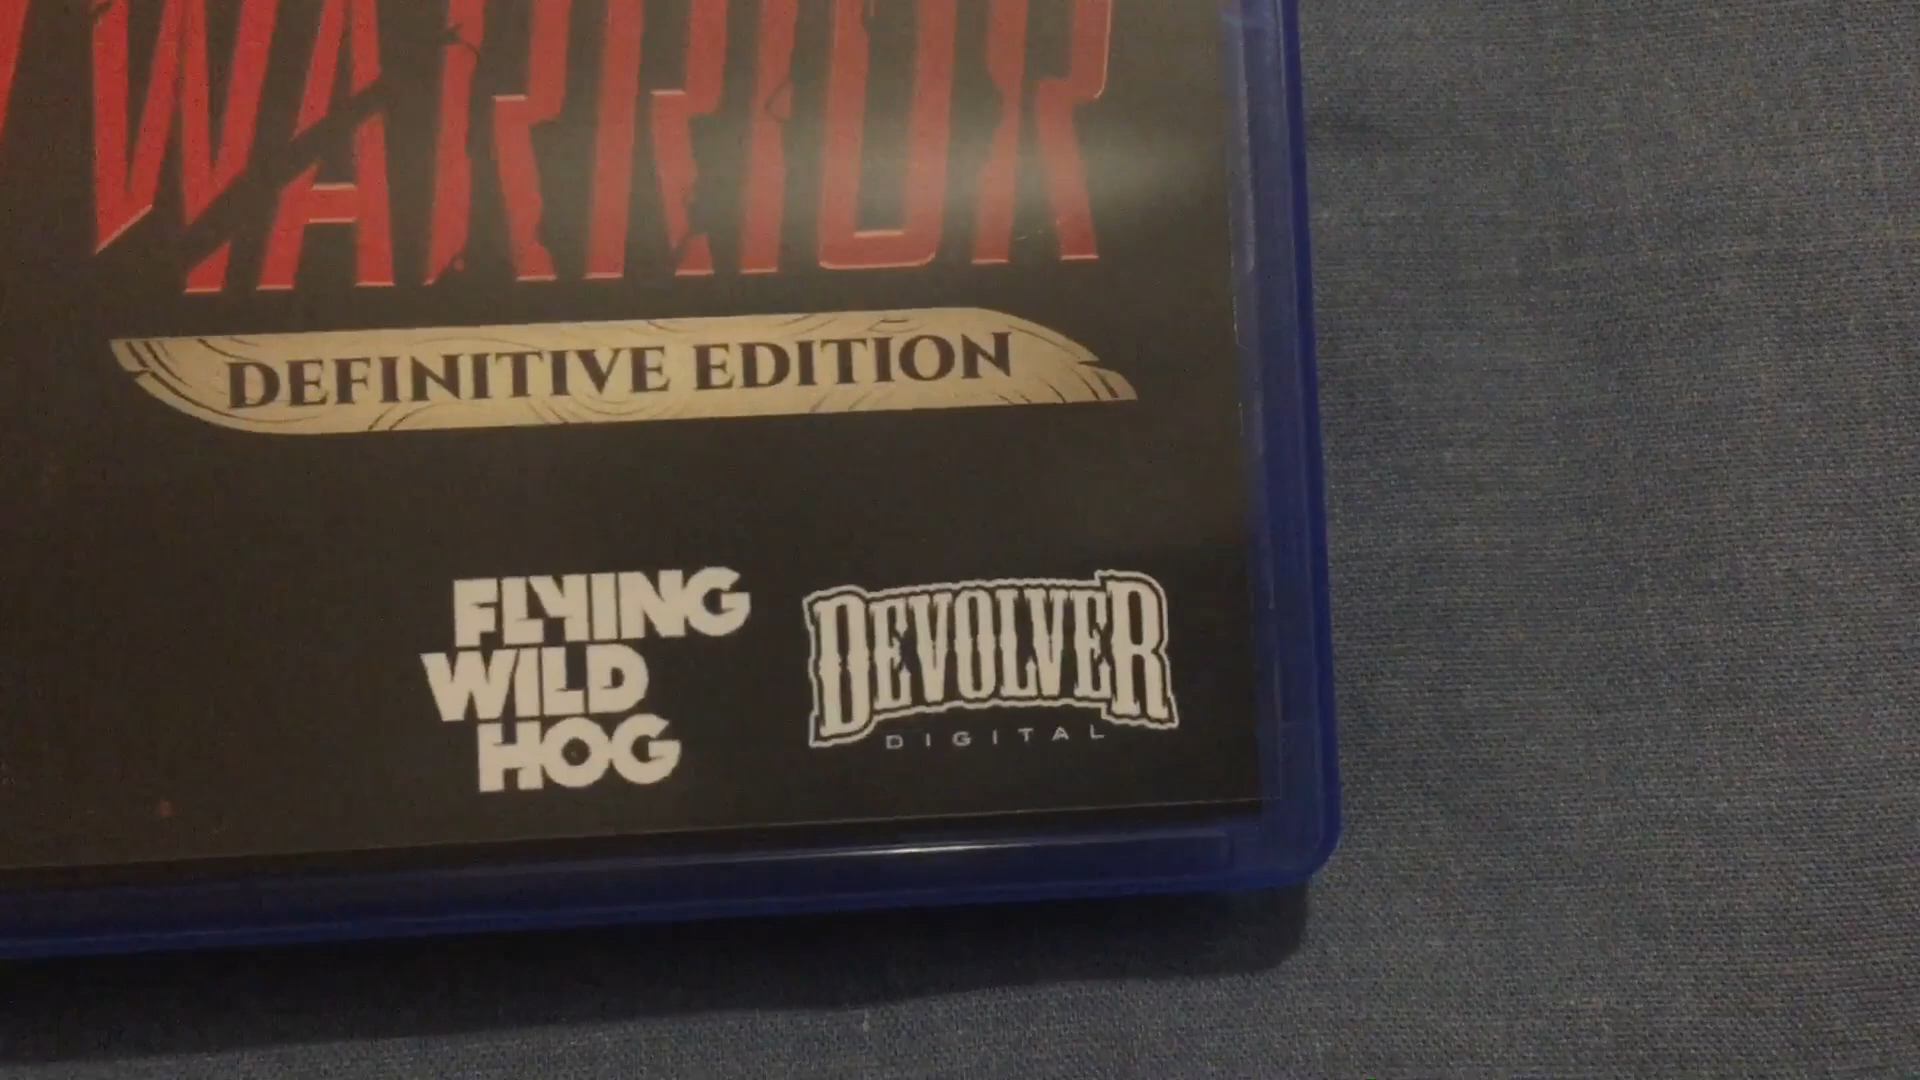 WARRIOR
DEFINITIVE EDITION
FLYING
WILD
HOG
DEVOLVER
DIGITAL